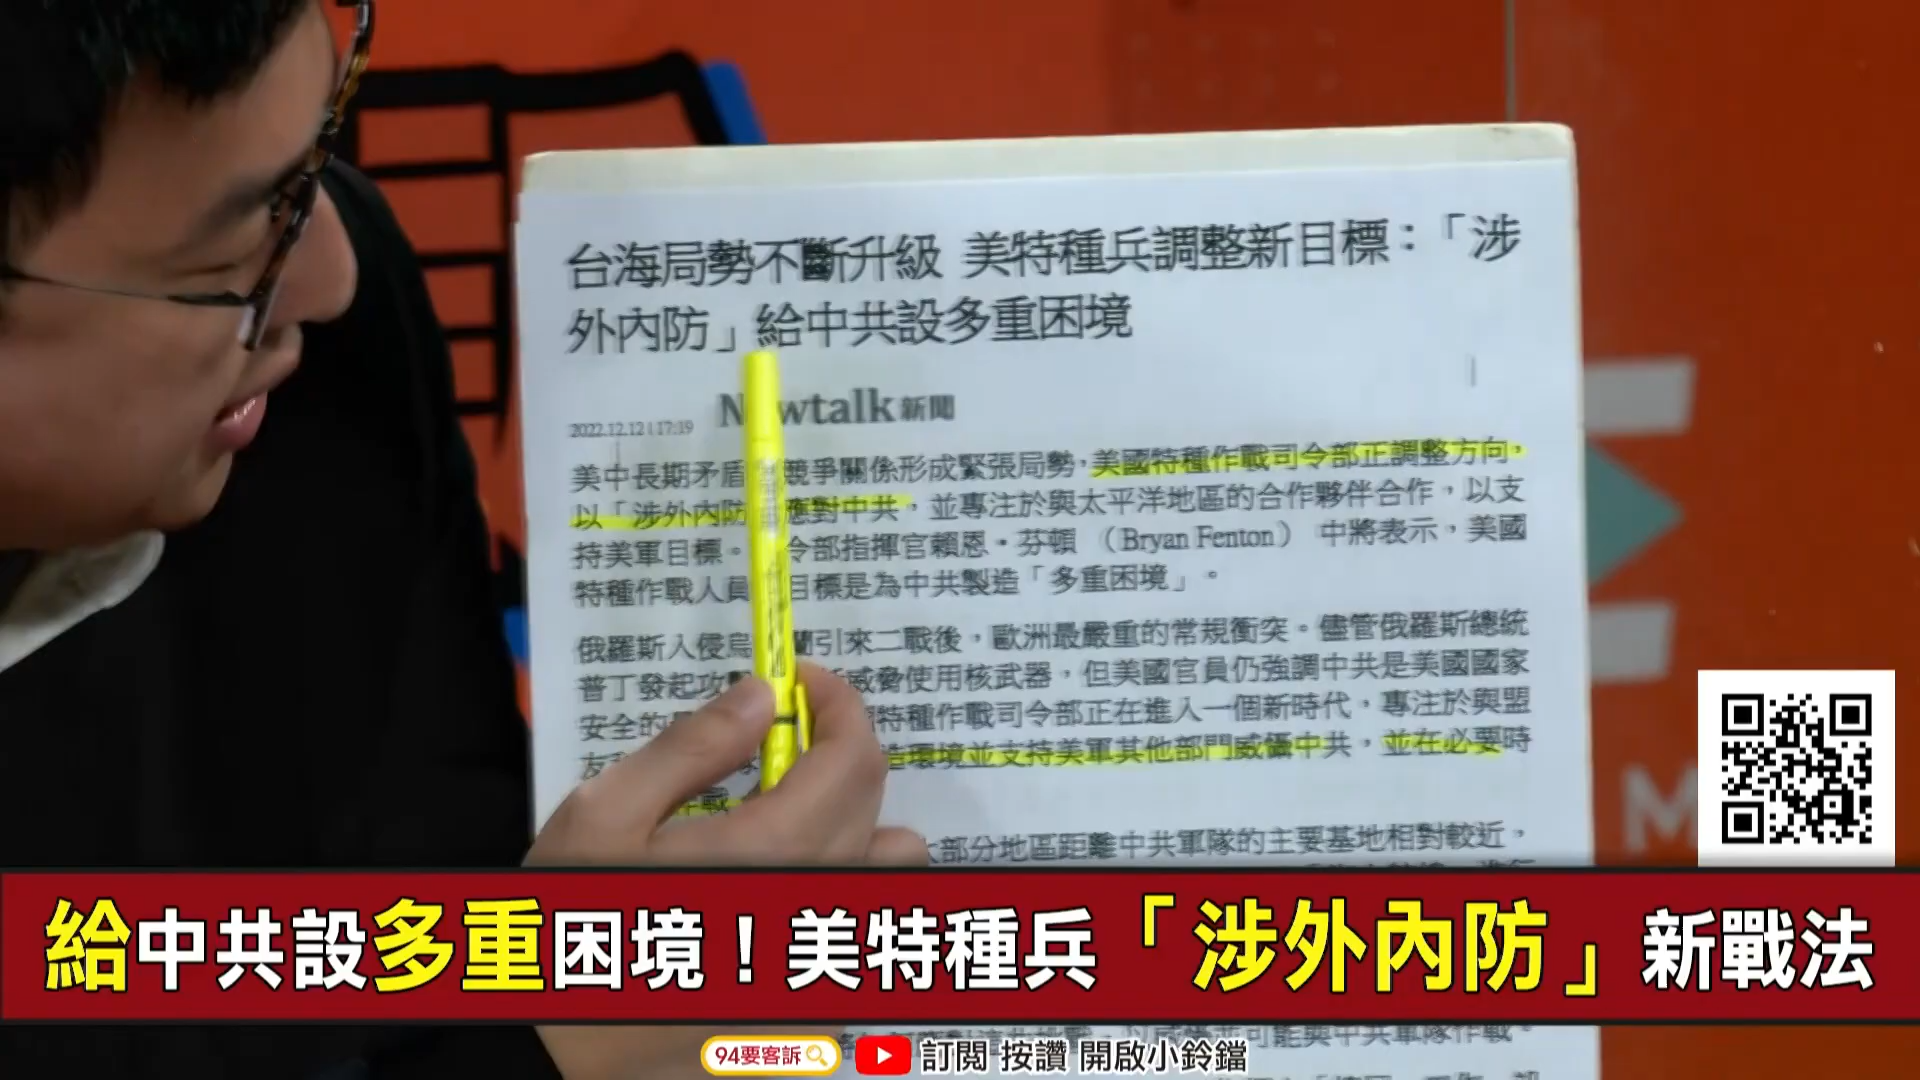 台海局勢不斷升級 美特種兵調整新目標：「涉
外內防」給中共設多重困境
2022.12.12 | 17:19
wtalk新聞
美中長期矛盾 競爭關係形成緊張局勢，美國特種作戰司令部正調整方向，
以「涉外內防 應對中共，並專注於與太平洋地區的合作夥伴合作，以支
持美軍目標。 令部指揮官賴恩·芬頓（Bryan Fenton）中將表示，美國
特種作戰人員 目標是為中共製造「多重困境」。
俄羅斯入侵烏 蘭引來二戰後，歐洲最嚴重的常規衝突。儘管俄羅斯總統
普丁發起攻 威脅使用核武器，但美國官員仍強調中共是美國國家
安全的 特種作戰司令部正在進入一個新時代，專注於與盟
友 造環境並支持美軍其他部門威懾中共，並在必要時
作戰
大部分地區距離中共軍隊的主要基地相對較近，
給中共設多重困境！美特種兵「涉外內防」新戰法
可能與中共軍隊作戰。
94要客訴
訂閱 按讚 開啟小鈴鐺
M